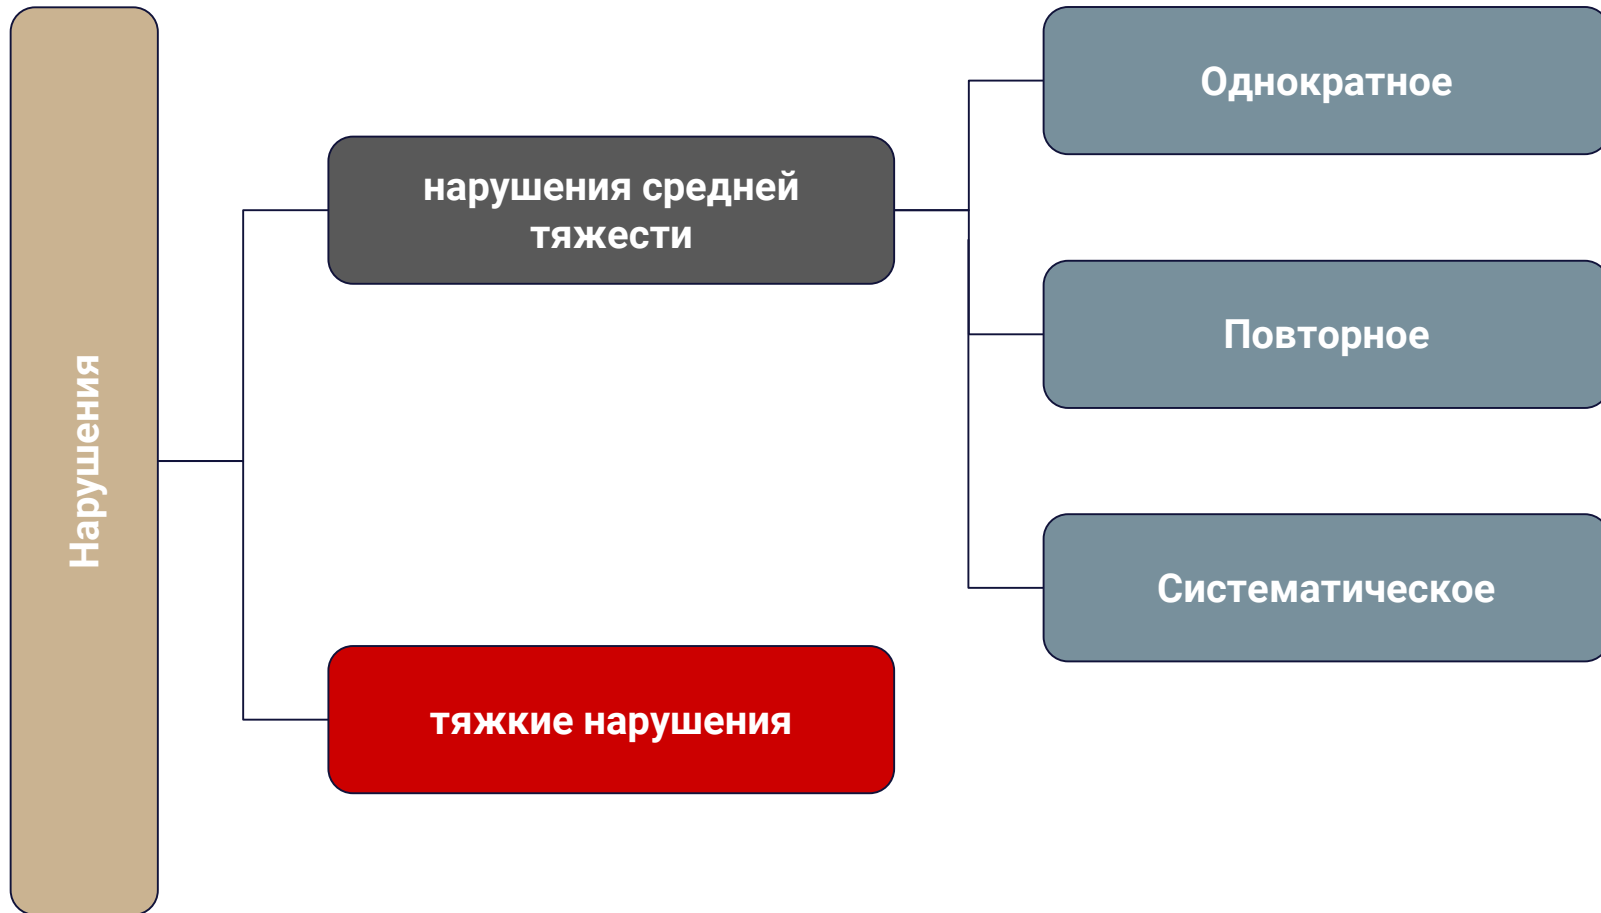 Нарушения
нарушения средней
тяжести
тяжкие нарушения
Однократное
Повторное
Систематическое